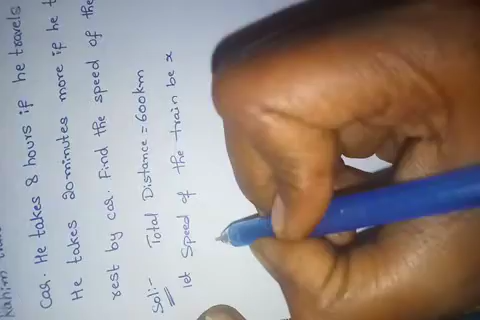 Car. He takes 8 hours if he travels
He takes 20 minutes more if he
rest by car. Find the speed of the
Sol:- Total Distance = 600km
let Speed of the train be x